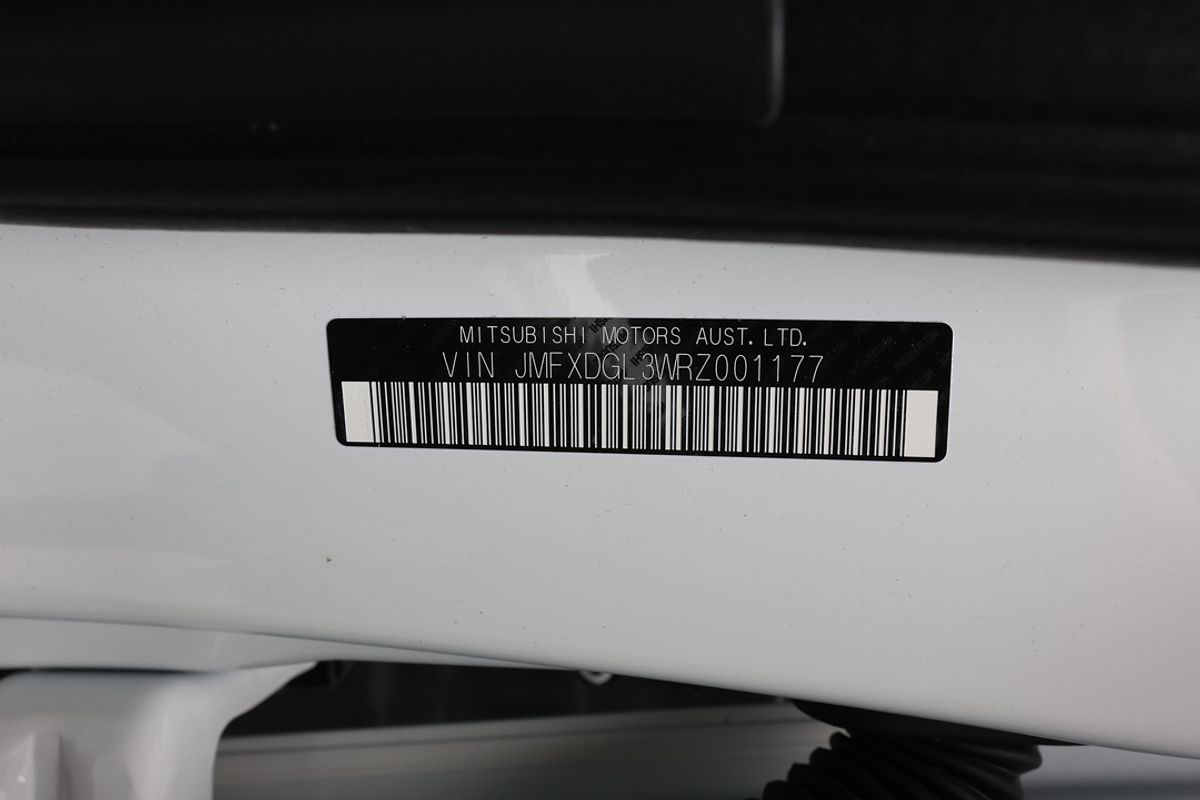 MITSUBISHI MOTORS AUST. LTD.
VIN JMFXDGL3WRZ001177